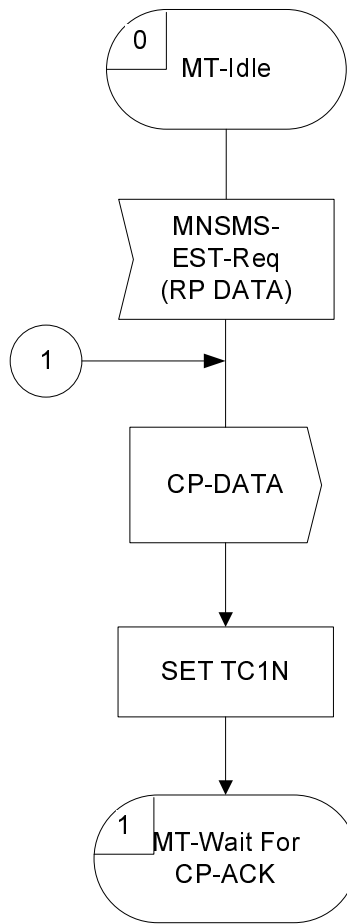 0
MT-Idle
MNSMS-
EST-Req
(RP DATA)
1
CP-DATA
SET TC1N
1
MT-Wait For
CP-ACK